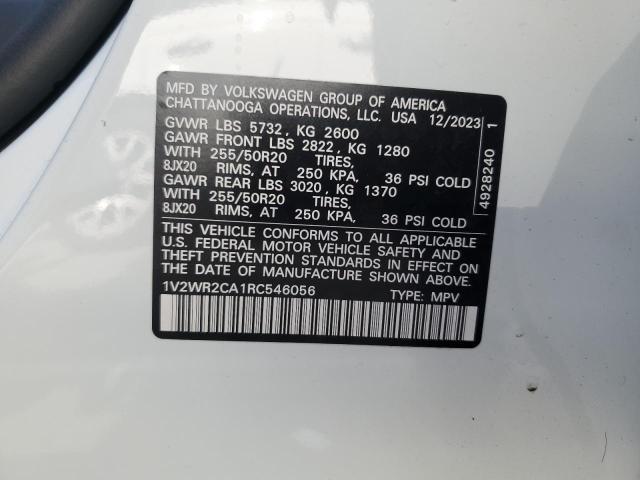 MFD BY VOLKSWAGEN GROUP OF AMERICA
CHATTANOOGA OPERATIONS, LLC. USA 12/2023
GVWR LBS 5732, KG 2600
GAWR FRONT LBS 2822, KG 1280
WITH 255/50R20 TIRES,
8JX20 RIMS, AT 250 KPA, 36 PSI COLD
GAWR REAR LBS 3020, KG 1370
WITH 255/50R20 TIRES,
8JX20 RIMS, AT 250 KPA, 36 PSI COLD
THIS VEHICLE CONFORMS TO ALL APPLICABLE
U.S. FEDERAL MOTOR VEHICLE SAFETY AND
THEFT PREVENTION STANDARDS IN EFFECT ON
THE DATE OF MANUFACTURE SHOWN ABOVE.
1V2WR2CA1RC546056 TYPE: MPV
4928240 1